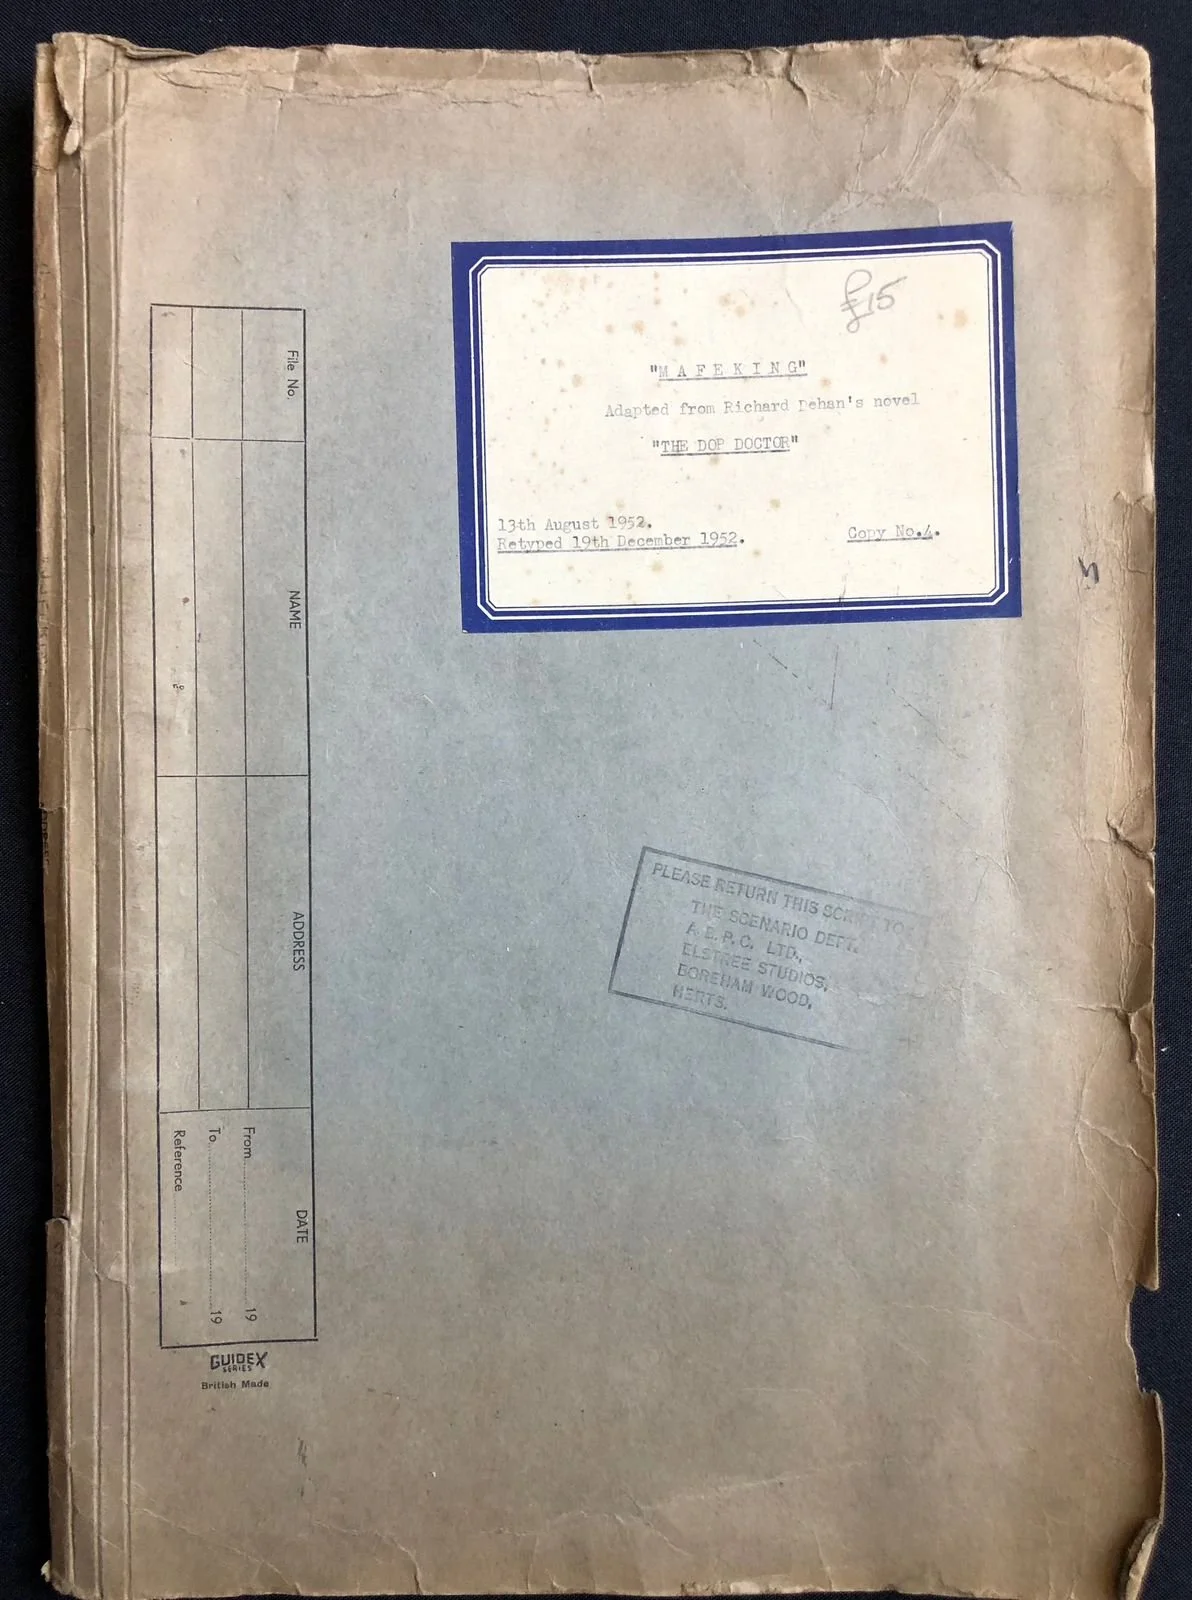 £15
"MAFEKING"
Adapted from Richard Dehan's novel
"THE DOP DOCTOR"
13th August 1952.
Retyped 19th December 1952.
Copy No.4.
5
File No.
NAME
ADDRESS
DATE
From 19
To 19
Reference
GUIDEX
SERIES
British Made
PLEASE RETURN THIS SCRIPT TO:
THE SCENARIO DEPT.
A.B.P.C. LTD.,
ELSTREE STUDIOS,
BOREHAM WOOD,
HERTS.